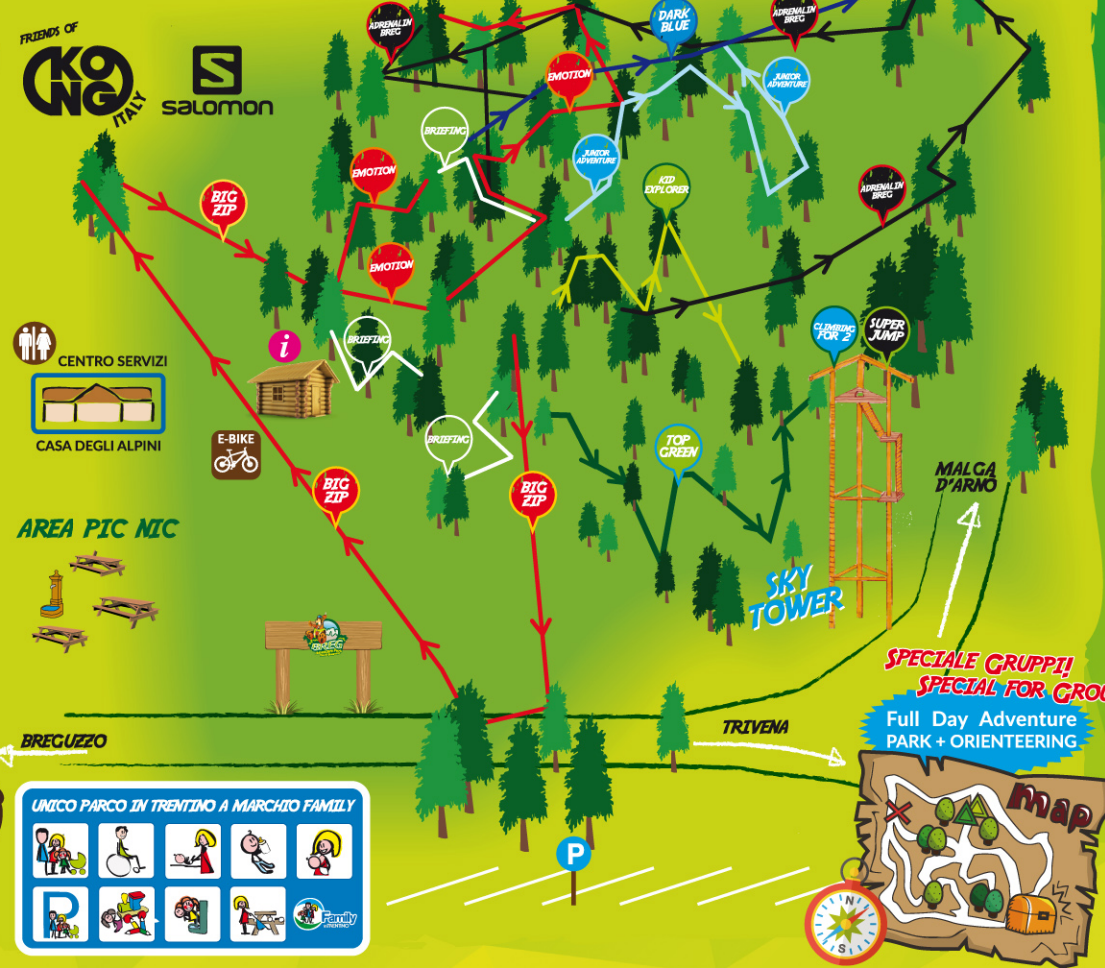 FRIENDS OF
KONG
ITALY
SALOMON
ADRENALIN
BREG
DARK
BLUE
ADRENALIN
BREG
EMOTION
JUNIOR
ADVENTURE
BRIEFING
JUNIOR
ADVENTURE
EMOTION
KID
EXPLORER
ADRENALIN
BREG
BIG
ZIP
EMOTION
CLIMBING
FOR 2
SUPER
JUMP
BRIEFING
i
CENTRO SERVIZI
CASA DEGLI ALPINI
BRIEFING
TOP
GREEN
E-BIKE
BIG
ZIP
BIG
ZIP
MALGA
D'ARNÒ
AREA PIC NIC
SKY
TOWER
SPECIALE GRUPPI!
SPECIAL FOR GROU
Full Day Adventure
PARK + ORIENTEERING
BREGUZZO
TRIVENA
map
UNICO PARCO IN TRENTINO A MARCHIO FAMILY
P
P
Family
IN TRENTINO
N
S